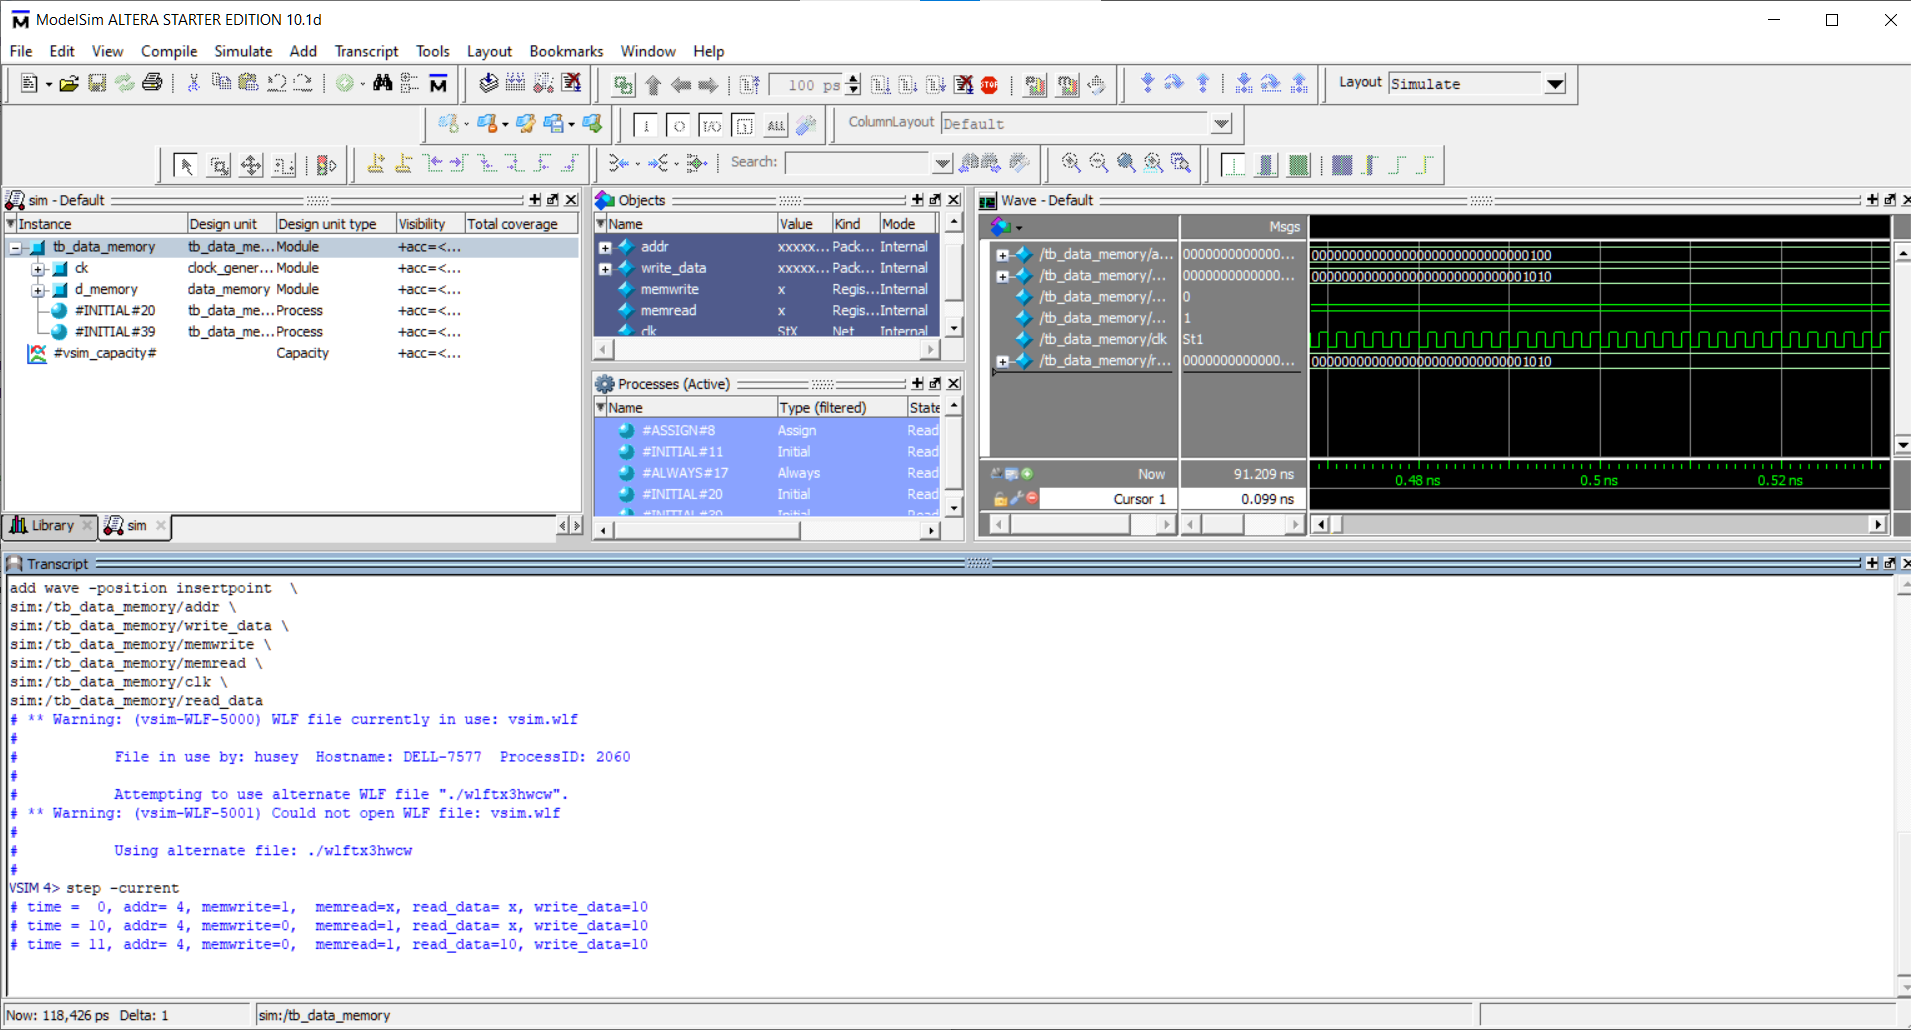 ModelSim ALTERA STARTER EDITION 10.1d
File Edit View Compile Simulate Add Transcript Tools Layout Bookmarks Window Help
100 ps
STOP
Layout Simulate
ALL
ColumnLayout Default
Search:
sim - Default
Instance Design unit Design unit type Visibility Total coverage
tb_data_memory tb_data_me... Module +acc=<...
ck clock_gener... Module +acc=<...
d_memory data_memory Module +acc=<...
#INITIAL#20 tb_data_me... Process +acc=<...
#INITIAL#39 tb_data_me... Process +acc=<...
#vsim_capacity# Capacity +acc=<...
Library sim
Objects
Name Value Kind Mode
addr xxxxx... Pack... Internal
write_data xxxxx... Pack... Internal
memwrite x Regis... Internal
memread x Regis... Internal
clk StX Net Internal
Processes (Active)
Name Type (filtered) State
#ASSIGN#8 Assign Read
#INITIAL#11 Initial Read
#ALWAYS#17 Always Read
#INITIAL#20 Initial Read
#INITIAL#39 Initial Read
Wave - Default
Msgs
/tb_data_memory/a... 0000000000000... 00000000000000000000000000000100
/tb_data_memory/... 0000000000000... 00000000000000000000000000001010
/tb_data_memory/... 0
/tb_data_memory/... 1
/tb_data_memory/clk St1
/tb_data_memory/r... 0000000000000... 00000000000000000000000000001010
Now 91.209 ns
0.48 ns 0.5 ns 0.52 ns
Cursor 1 0.099 ns
Transcript
add wave -position insertpoint \
sim:/tb_data_memory/addr \
sim:/tb_data_memory/write_data \
sim:/tb_data_memory/memwrite \
sim:/tb_data_memory/memread \
sim:/tb_data_memory/clk \
sim:/tb_data_memory/read_data
# ** Warning: (vsim-WLF-5000) WLF file currently in use: vsim.wlf
#
# File in use by: husey Hostname: DELL-7577 ProcessID: 2060
#
# Attempting to use alternate WLF file "./wlftx3hwcw".
# ** Warning: (vsim-WLF-5001) Could not open WLF file: vsim.wlf
#
# Using alternate file: ./wlftx3hwcw
#
VSIM 4> step -current
# time = 0, addr= 4, memwrite=1, memread=x, read_data= x, write_data=10
# time = 10, addr= 4, memwrite=0, memread=1, read_data= x, write_data=10
# time = 11, addr= 4, memwrite=0, memread=1, read_data=10, write_data=10
Now: 118,426 ps Delta: 1 sim:/tb_data_memory